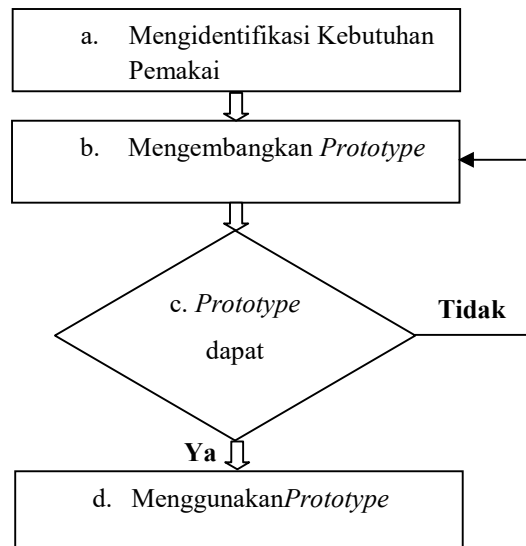 a. Mengidentifikasi Kebutuhan
Pemakai
b. Mengembangkan Prototype
c. Prototype
dapat
Tidak
Ya
d. MenggunakanPrototype